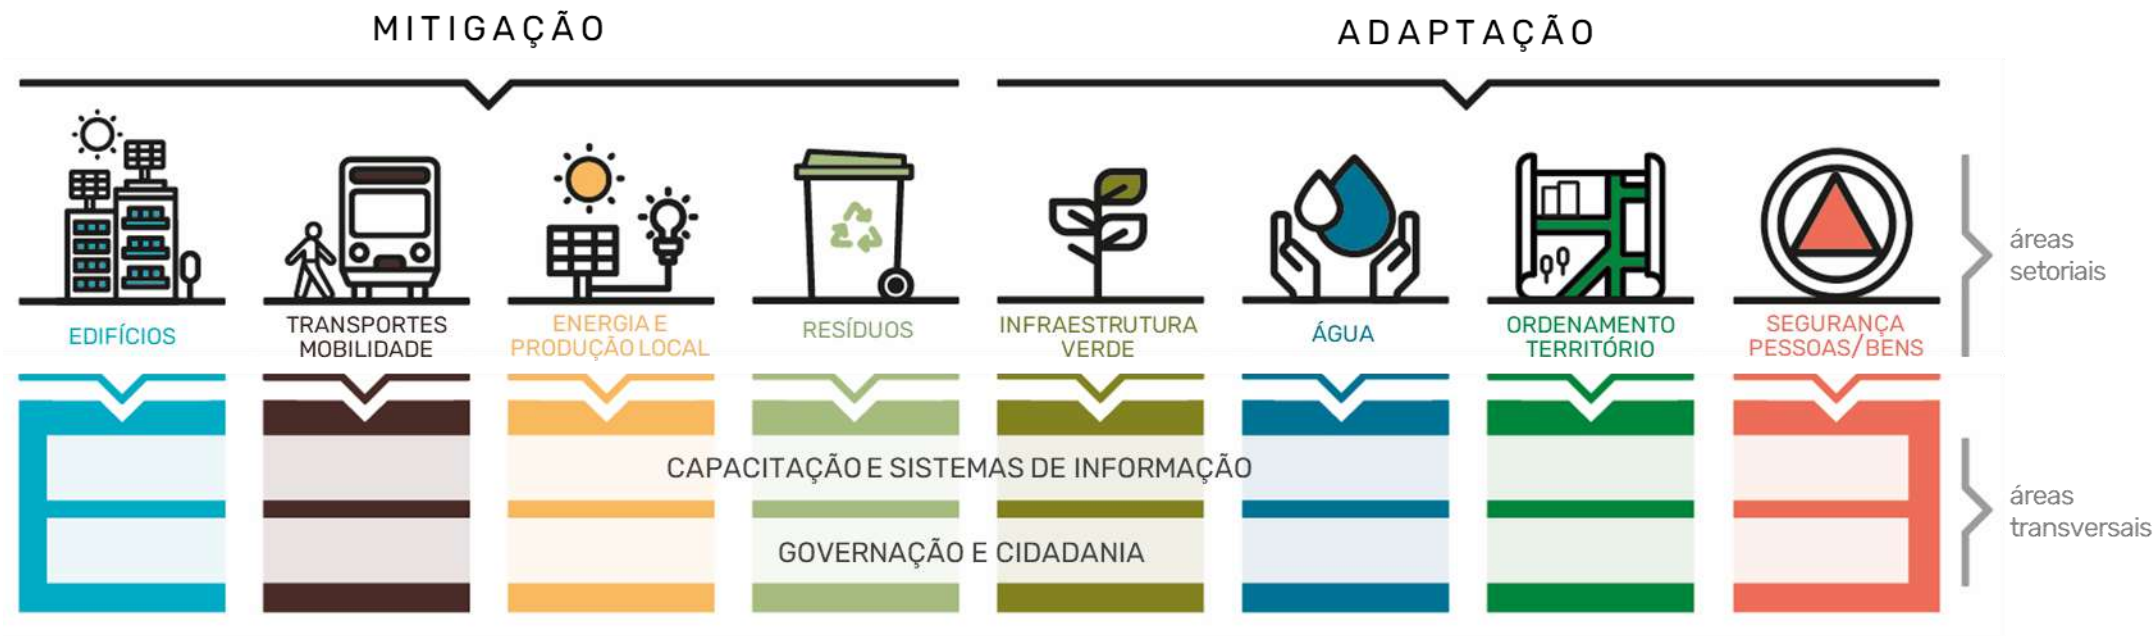 MITIGAÇÃO
ADAPTAÇÃO
EDIFÍCIOS
TRANSPORTES
MOBILIDADE
ENERGIA E
PRODUÇÃO LOCAL
RESÍDUOS
INFRAESTRUTURA
VERDE
ÁGUA
ORDENAMENTO
TERRITÓRIO
SEGURANÇA
PESSOAS/BENS
áreas
setoriais
CAPACITAÇÃO E SISTEMAS DE INFORMAÇÃO
GOVERNAÇÃO E CIDADANIA
áreas
transversais